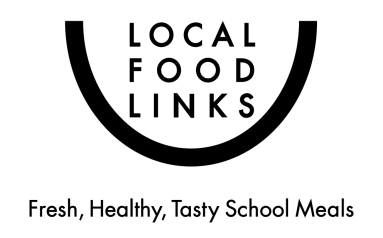 LOCAL
FOOD
LINKS
Fresh, Healthy, Tasty School Meals